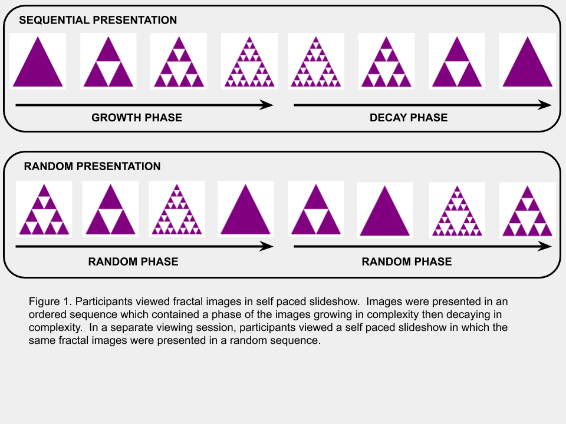 SEQUENTIAL PRESENTATION
GROWTH PHASE
DECAY PHASE
RANDOM PRESENTATION
RANDOM PHASE
RANDOM PHASE
Figure 1. Participants viewed fractal images in self paced slideshow. Images were presented in an
ordered sequence which contained a phase of the images growing in complexity then decaying in
complexity. In a separate viewing session, participants viewed a self paced slideshow in which the
same fractal images were presented in a random sequence.